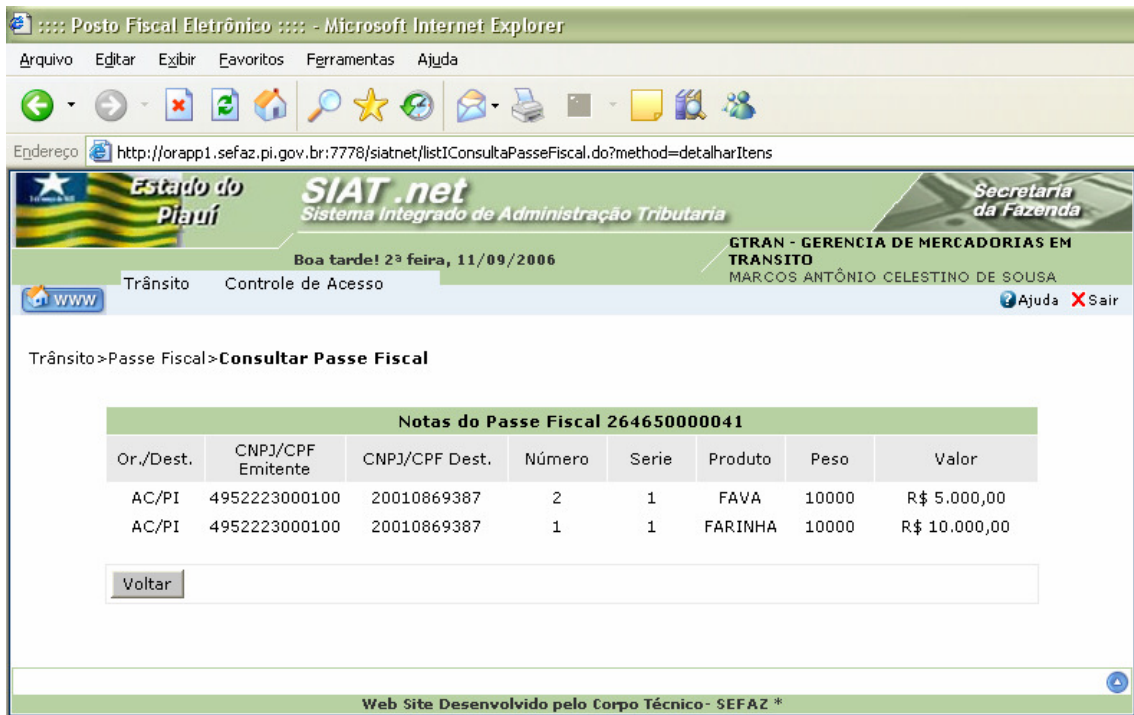 :::: Posto Fiscal Eletrônico :::: - Microsoft Internet Explorer
Arquivo Editar Exibir Favoritos Ferramentas Ajuda
Endereço http://orapp1.sefaz.pi.gov.br:7778/siatnet/listIConsultaPasseFiscal.do?method=detalharItens
Estado do Piauí
SIAT .net
Sistema Integrado de Administração Tributaria
Secretaria da Fazenda
Boa tarde! 2ª feira, 11/09/2006
GTRAN - GERENCIA DE MERCADORIAS EM
TRANSITO
MARCOS ANTÔNIO CELESTINO DE SOUSA
Trânsito Controle de Acesso
www
Ajuda Sair
Trânsito>Passe Fiscal>Consultar Passe Fiscal
Notas do Passe Fiscal 264650000041
Or./Dest. CNPJ/CPF Emitente CNPJ/CPF Dest. Número Serie Produto Peso Valor
AC/PI 4952223000100 20010869387 2 1 FAVA 10000 R$ 5.000,00
AC/PI 4952223000100 20010869387 1 1 FARINHA 10000 R$ 10.000,00
Voltar
Web Site Desenvolvido pelo Corpo Técnico- SEFAZ *